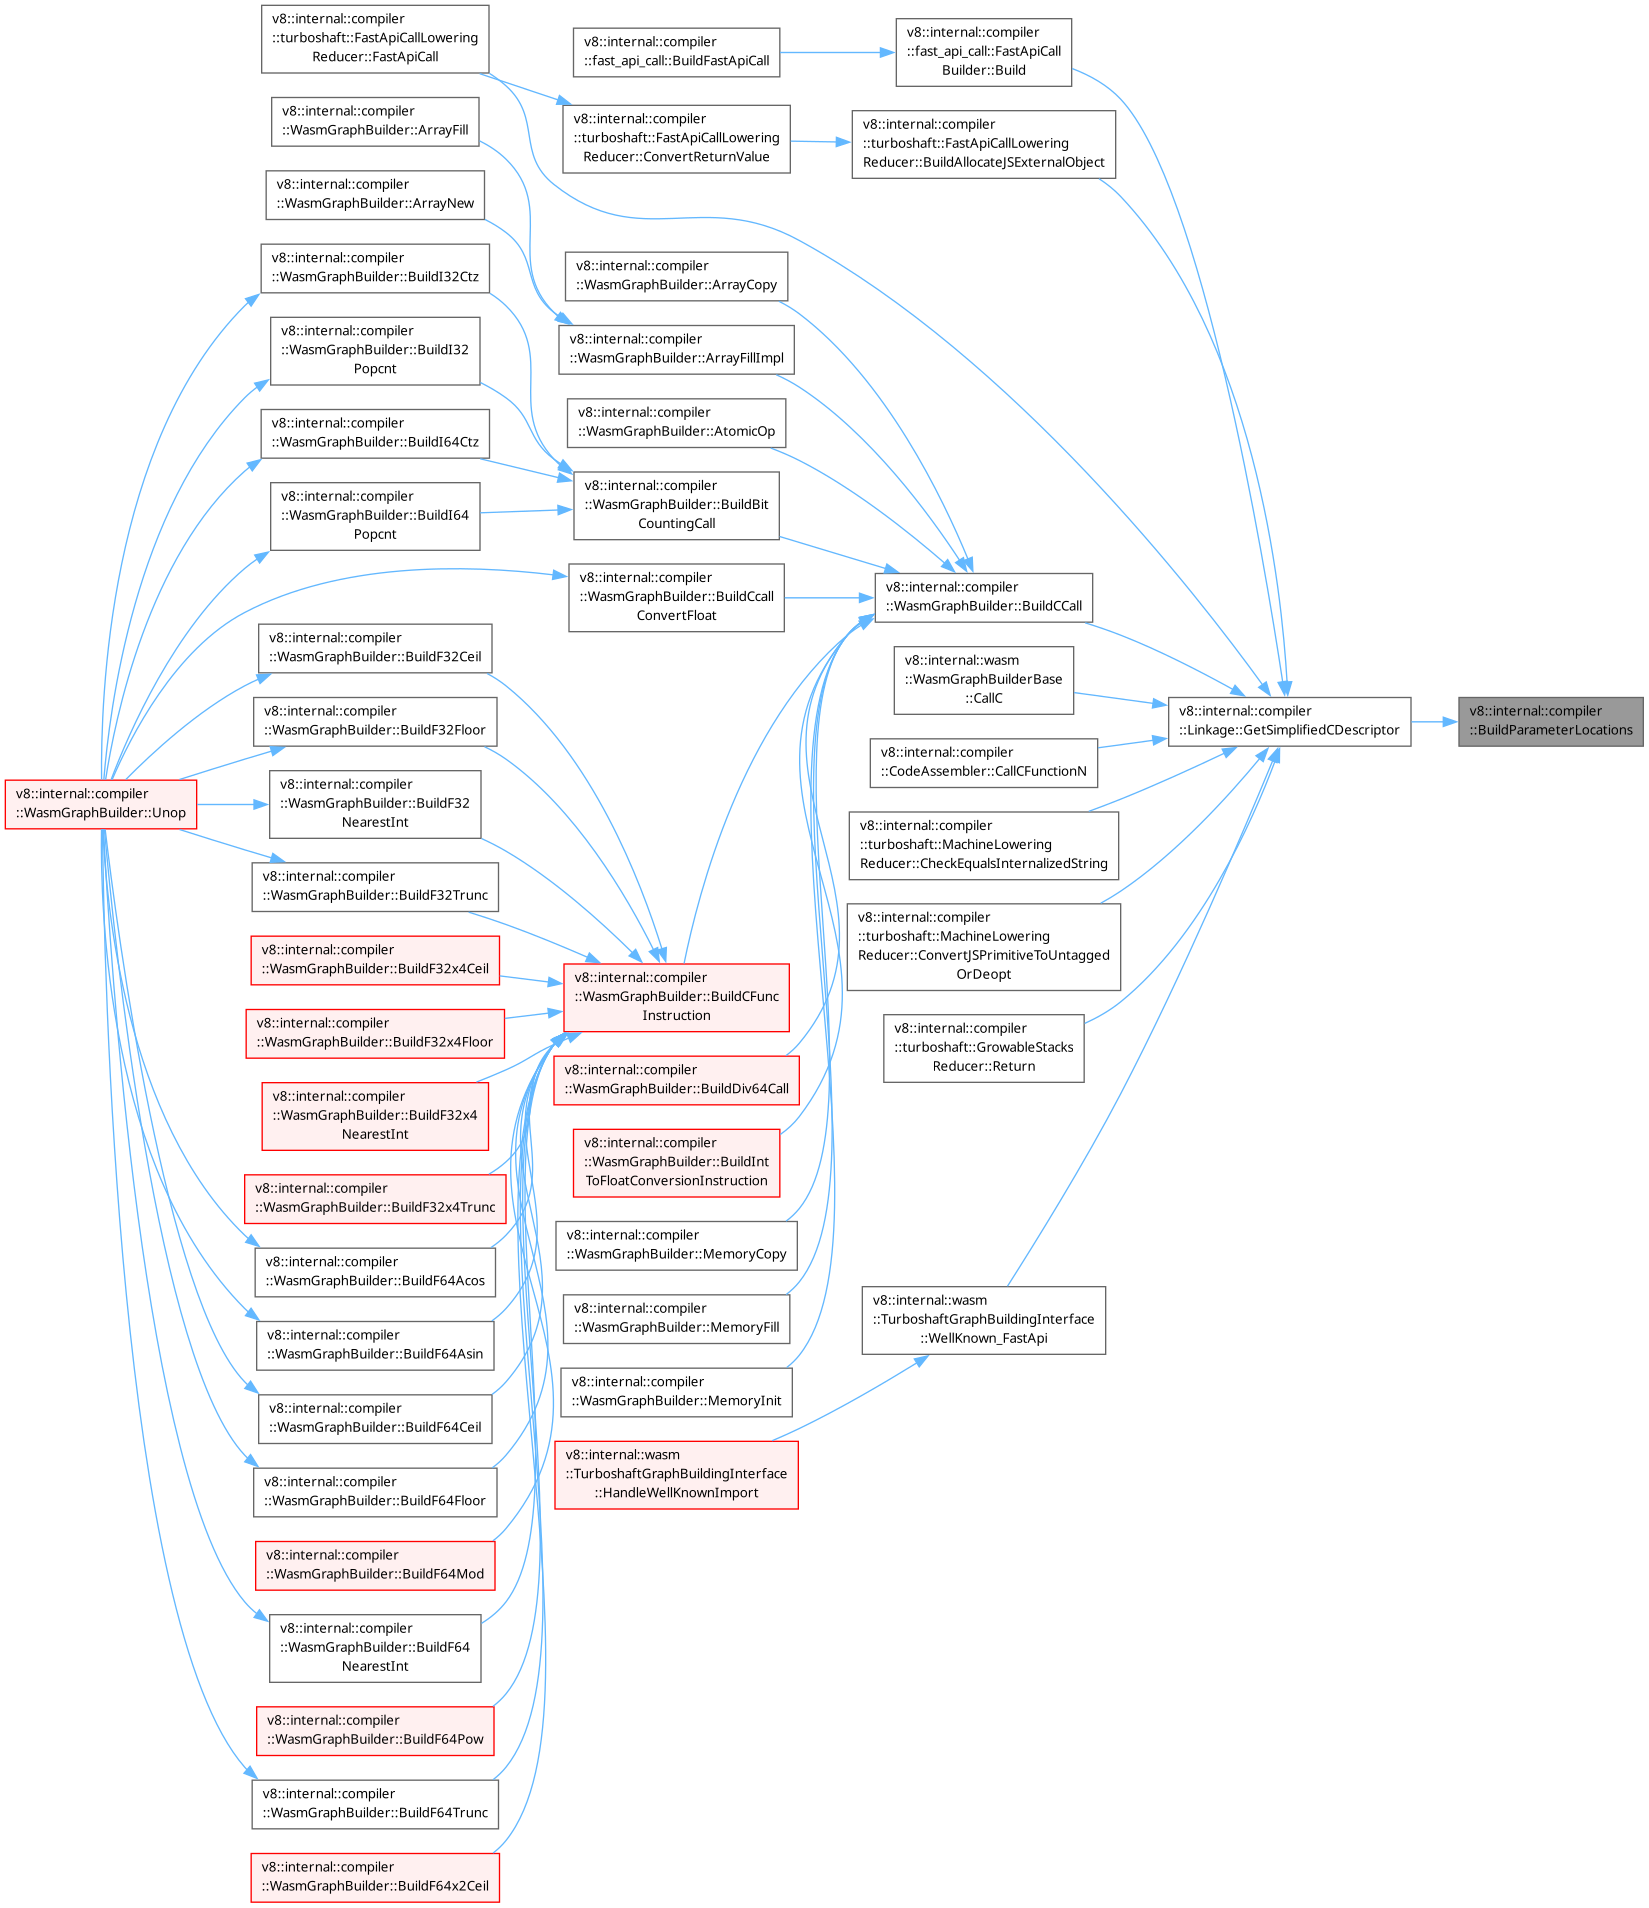 v8::internal::compiler
::turboshaft::FastApiCallLowering
Reducer::FastApiCall
v8::internal::compiler
::WasmGraphBuilder::ArrayFill
v8::internal::compiler
::WasmGraphBuilder::ArrayNew
v8::internal::compiler
::WasmGraphBuilder::BuildI32Ctz
v8::internal::compiler
::WasmGraphBuilder::BuildI32
Popcnt
v8::internal::compiler
::WasmGraphBuilder::BuildI64Ctz
v8::internal::compiler
::WasmGraphBuilder::BuildI64
Popcnt
v8::internal::compiler
::WasmGraphBuilder::BuildF32Ceil
v8::internal::compiler
::WasmGraphBuilder::BuildF32Floor
v8::internal::compiler
::WasmGraphBuilder::Unop
v8::internal::compiler
::WasmGraphBuilder::BuildF32
NearestInt
v8::internal::compiler
::WasmGraphBuilder::BuildF32Trunc
v8::internal::compiler
::WasmGraphBuilder::BuildF32x4Ceil
v8::internal::compiler
::WasmGraphBuilder::BuildF32x4Floor
v8::internal::compiler
::WasmGraphBuilder::BuildF32x4
NearestInt
v8::internal::compiler
::WasmGraphBuilder::BuildF32x4Trunc
v8::internal::compiler
::WasmGraphBuilder::BuildF64Acos
v8::internal::compiler
::WasmGraphBuilder::BuildF64Asin
v8::internal::compiler
::WasmGraphBuilder::BuildF64Ceil
v8::internal::compiler
::WasmGraphBuilder::BuildF64Floor
v8::internal::compiler
::WasmGraphBuilder::BuildF64Mod
v8::internal::compiler
::WasmGraphBuilder::BuildF64
NearestInt
v8::internal::compiler
::WasmGraphBuilder::BuildF64Pow
v8::internal::compiler
::WasmGraphBuilder::BuildF64Trunc
v8::internal::compiler
::WasmGraphBuilder::BuildF64x2Ceil
v8::internal::compiler
::fast_api_call::BuildFastApiCall
v8::internal::compiler
::turboshaft::FastApiCallLowering
Reducer::ConvertReturnValue
v8::internal::compiler
::WasmGraphBuilder::ArrayCopy
v8::internal::compiler
::WasmGraphBuilder::ArrayFillImpl
v8::internal::compiler
::WasmGraphBuilder::AtomicOp
v8::internal::compiler
::WasmGraphBuilder::BuildBit
CountingCall
v8::internal::compiler
::WasmGraphBuilder::BuildCcall
ConvertFloat
v8::internal::compiler
::WasmGraphBuilder::BuildCFunc
Instruction
v8::internal::compiler
::WasmGraphBuilder::BuildDiv64Call
v8::internal::compiler
::WasmGraphBuilder::BuildInt
ToFloatConversionInstruction
v8::internal::compiler
::WasmGraphBuilder::MemoryCopy
v8::internal::compiler
::WasmGraphBuilder::MemoryFill
v8::internal::compiler
::WasmGraphBuilder::MemoryInit
v8::internal::wasm
::TurboshaftGraphBuildingInterface
::HandleWellKnownImport
v8::internal::compiler
::fast_api_call::FastApiCall
Builder::Build
v8::internal::compiler
::turboshaft::FastApiCallLowering
Reducer::BuildAllocateJSExternalObject
v8::internal::compiler
::WasmGraphBuilder::BuildCCall
v8::internal::wasm
::WasmGraphBuilderBase
::CallC
v8::internal::compiler
::CodeAssembler::CallCFunctionN
v8::internal::compiler
::turboshaft::MachineLowering
Reducer::CheckEqualsInternalizedString
v8::internal::compiler
::turboshaft::MachineLowering
Reducer::ConvertJSPrimitiveToUntagged
OrDeopt
v8::internal::compiler
::turboshaft::GrowableStacks
Reducer::Return
v8::internal::wasm
::TurboshaftGraphBuildingInterface
::WellKnown_FastApi
v8::internal::compiler
::Linkage::GetSimplifiedCDescriptor
v8::internal::compiler
::BuildParameterLocations